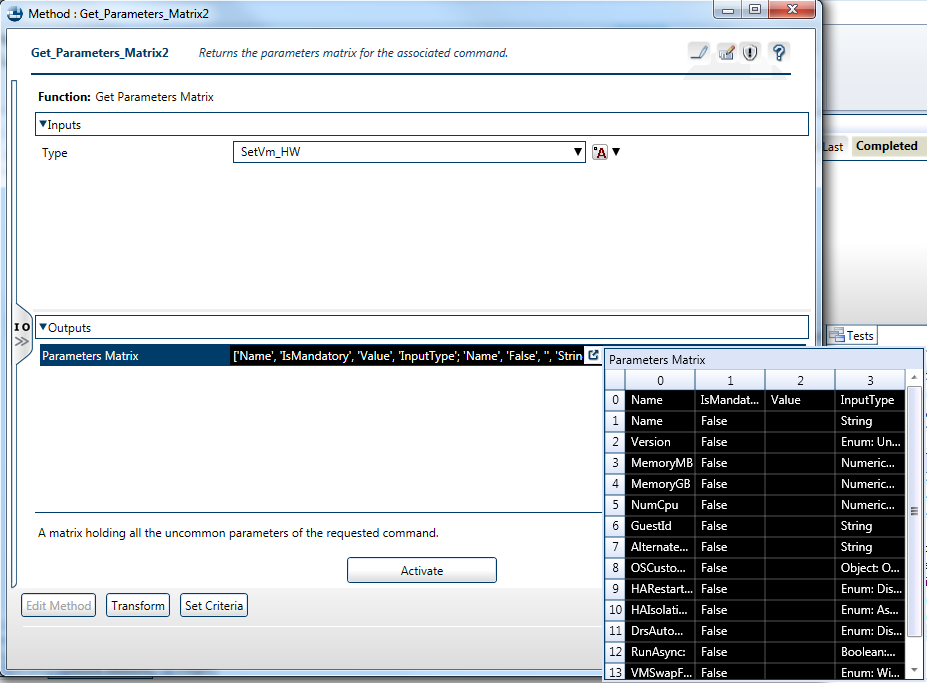 Method : Get_Parameters_Matrix2
Get_Parameters_Matrix2 Returns the parameters matrix for the associated command.
Function: Get Parameters Matrix
Inputs
Type SetVm_HW A
Last Completed
I O
Outputs
Tests
Parameters Matrix ['Name', 'IsMandatory', 'Value', 'InputType'; 'Name', 'False', '', 'Strin
Parameters Matrix
0 1 2 3
0 Name IsMandat... Value InputType
1 Name False String
2 Version False Enum: Un...
3 MemoryMB False Numeric...
4 MemoryGB False Numeric...
5 NumCpu False Numeric...
6 GuestId False String
7 Alternate... False String
8 OSCusto... False Object: O...
9 HARestart... False Enum: Dis...
10 HAIsolati... False Enum: As...
11 DrsAuto... False Enum: Dis...
12 RunAsync: False Boolean:...
13 VMSwapF... False Enum: Wi...
A matrix holding all the uncommon parameters of the requested command.
Activate
Edit Method Transform Set Criteria